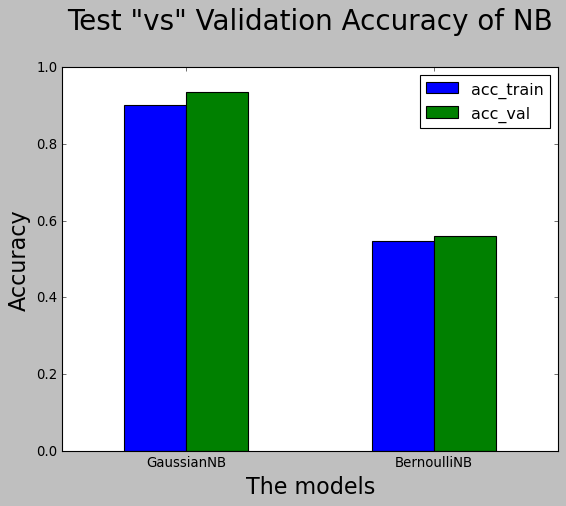 Test "vs" Validation Accuracy of NB
1.0
0.8
0.6
0.4
0.2
0.0
Accuracy
acc_train
acc_val
GaussianNB
BernoulliNB
The models